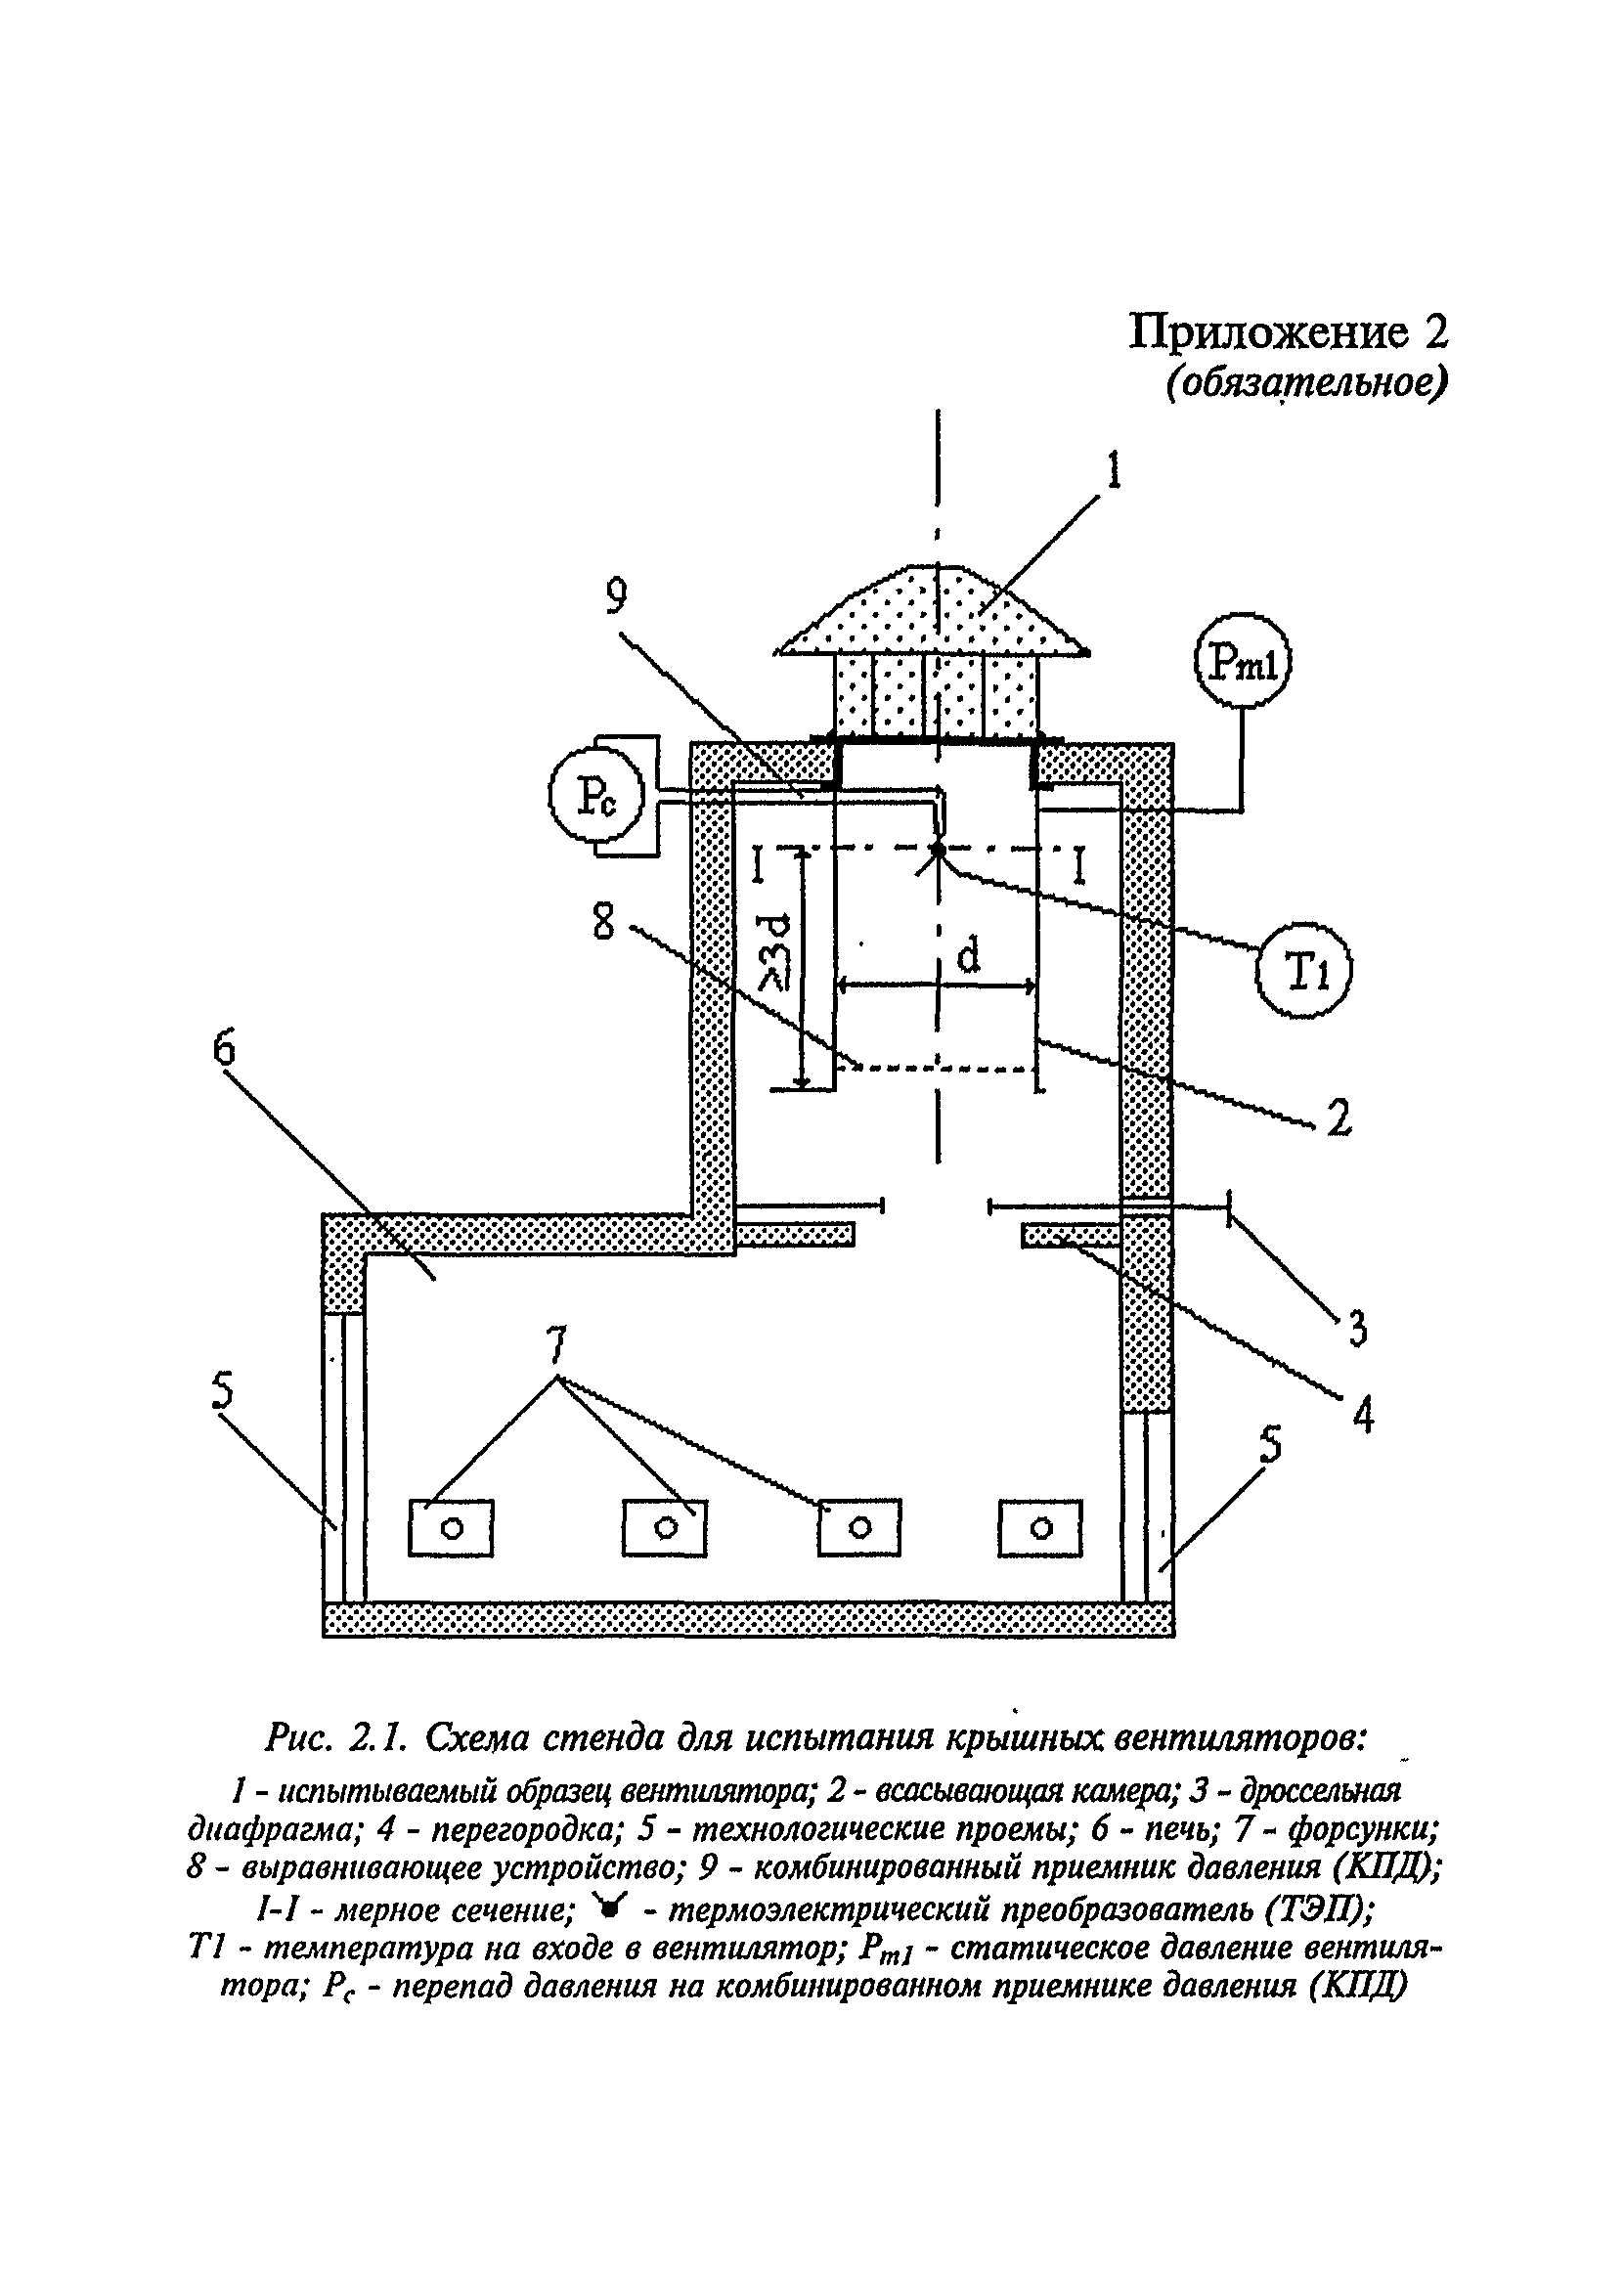 Приложение 2
(обязательное)
1
9
Pm1
Pc
I
I
8
≥3d
d
T1
6
2
3
7
5
4
5
Рис. 2.1. Схема стенда для испытания крышных вентиляторов:
1 - испытываемый образец вентилятора; 2 - всасывающая камера; 3 - дроссельная
диафрагма; 4 - перегородка; 5 - технологические проемы; 6 - печь; 7 - форсунки;
8 - выравнивающее устройство; 9 - комбинированный приемник давления (КПД);
I-I - мерное сечение; - термоэлектрический преобразователь (ТЭП);
T1 - температура на входе в вентилятор; Pm1 - статическое давление вентиля-
тора; Pc - перепад давления на комбинированном приемнике давления (КПД)